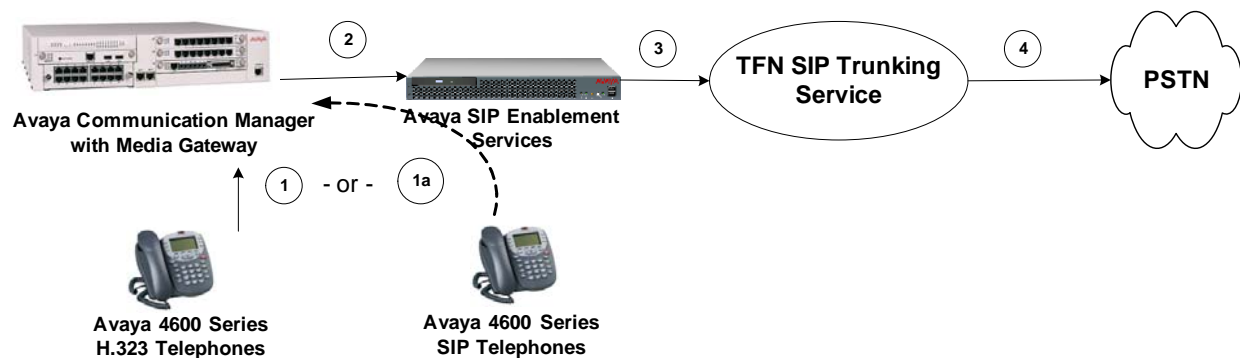 2
3
4
TFN SIP Trunking
Service
PSTN
AVAYA
Avaya Communication Manager
with Media Gateway
Avaya SIP Enablement
Services
1
- or -
1a
Avaya 4600 Series
H.323 Telephones
Avaya 4600 Series
SIP Telephones